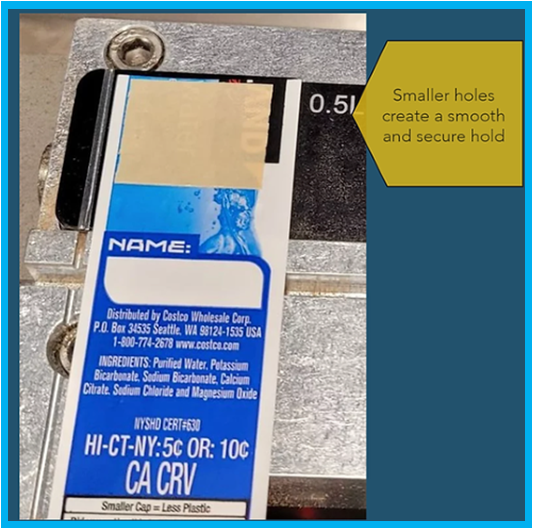 Smaller holes
create a smooth
and secure hold
0.5L
AND
NAME:
Distributed by Costco Wholesale Corp.
P.O. Box 34535 Seattle, WA 98124-1535 USA
1-800-774-2678 www.costco.com
INGREDIENTS: Purified Water, Potassium
Bicarbonate, Sodium Bicarbonate, Calcium
Citrate, Sodium Chloride and Magnesium Oxide
NYSHD CERT#630
HI-CT-NY:5¢ OR: 10¢
CA CRV
Smaller Cap = Less Plastic